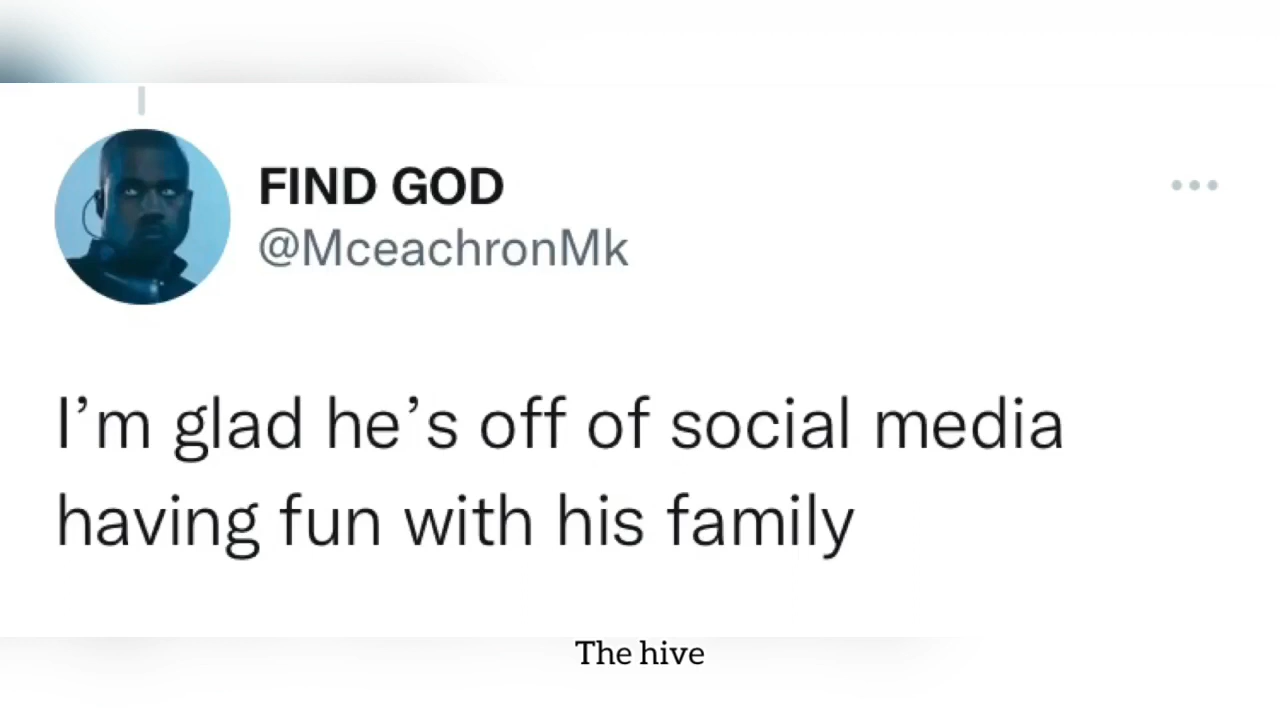 FIND GOD
@MceachronMk
I’m glad he’s off of social media
having fun with his family
The hive